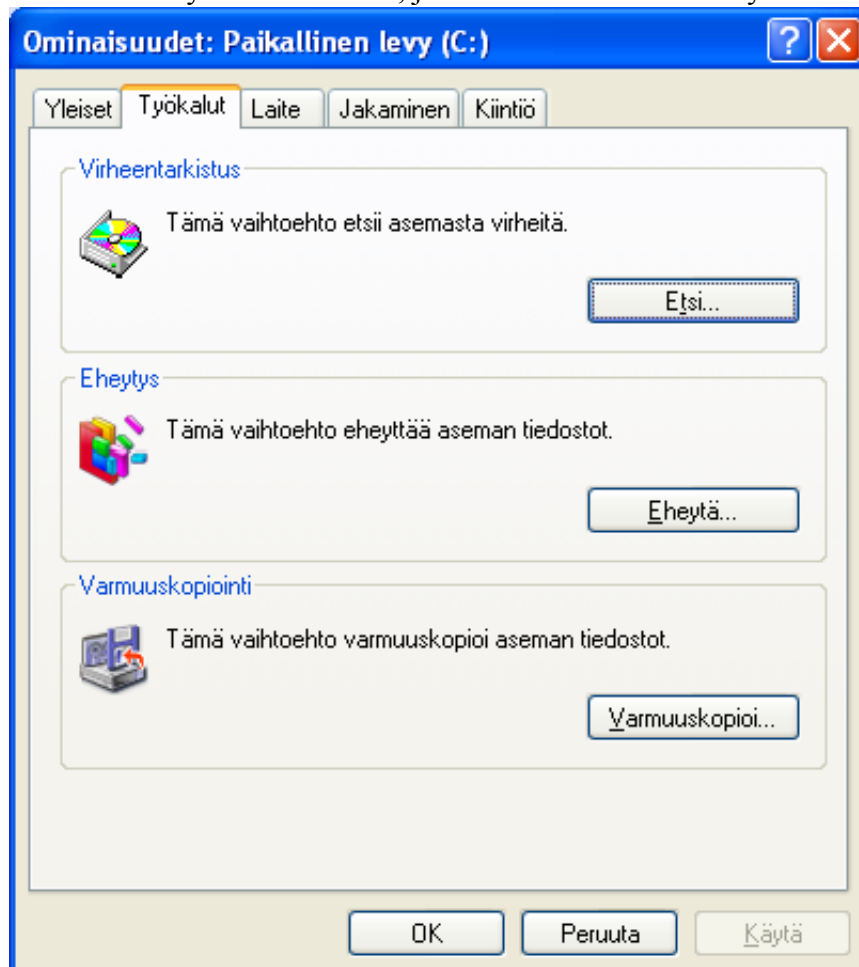 Ominaisuudet: Paikallinen levy (C:)
Yleiset Työkalut Laite Jakaminen Kiintiö
Virheentarkistus
Tämä vaihtoehto etsii asemasta virheitä.
Etsi...
Eheytys
Tämä vaihtoehto eheyttää aseman tiedostot.
Eheytä...
Varmuuskopiointi
Tämä vaihtoehto varmuuskopioi aseman tiedostot.
Varmuuskopioi...
OK Peruuta Käytä